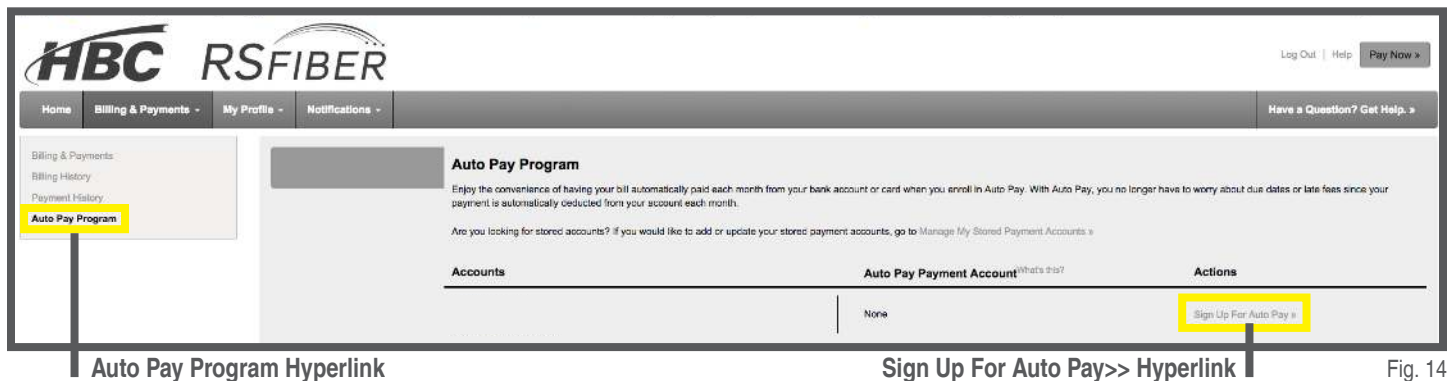 HBC RSFIBER
Log Out | Help Pay Now »
Home Billing & Payments - My Profile - Notifications - Have a Question? Get Help. »
Billing & Payments
Billing History
Payment History
Auto Pay Program
Auto Pay Program
Enjoy the convenience of having your bill automatically paid each month from your bank account or card when you enroll in Auto Pay. With Auto Pay, you no longer have to worry about due dates or late fees since your
payment is automatically deducted from your account each month.
Are you looking for stored accounts? If you would like to add or update your stored payment accounts, go to Manage My Stored Payment Accounts »
Accounts Auto Pay Payment Account What's this? Actions
None Sign Up For Auto Pay »
Auto Pay Program Hyperlink Sign Up For Auto Pay>> Hyperlink Fig. 14